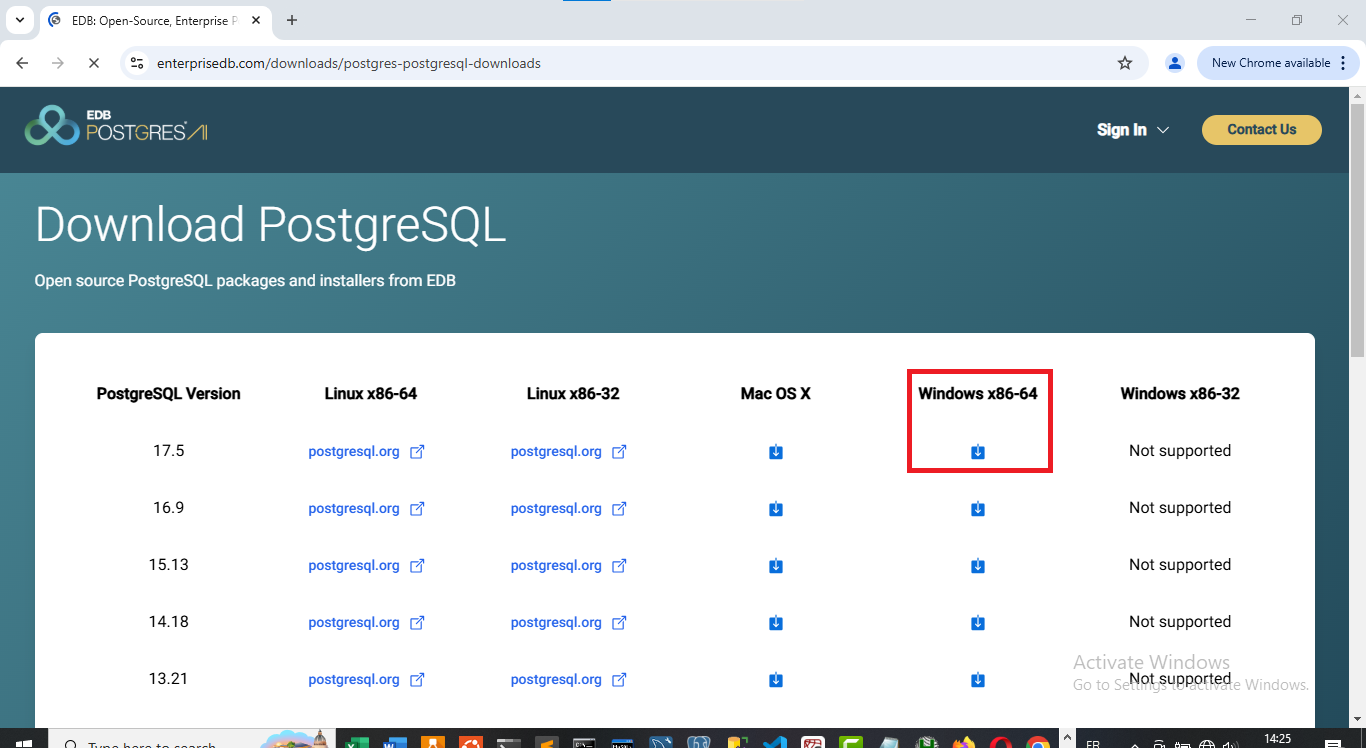 EDB: Open-Source, Enterprise P
enterprisedb.com/downloads/postgres-postgresql-downloads
New Chrome available
EDB
POSTGRES AI
Sign In
Contact Us
Download PostgreSQL
Open source PostgreSQL packages and installers from EDB
PostgreSQL Version Linux x86-64 Linux x86-32 Mac OS X Windows x86-64 Windows x86-32
17.5 postgresql.org postgresql.org Not supported
16.9 postgresql.org postgresql.org Not supported
15.13 postgresql.org postgresql.org Not supported
14.18 postgresql.org postgresql.org Not supported
13.21 postgresql.org postgresql.org Not supported
Activate Windows
Go to Settings to activate Windows.
Type here to search
FR
14:25